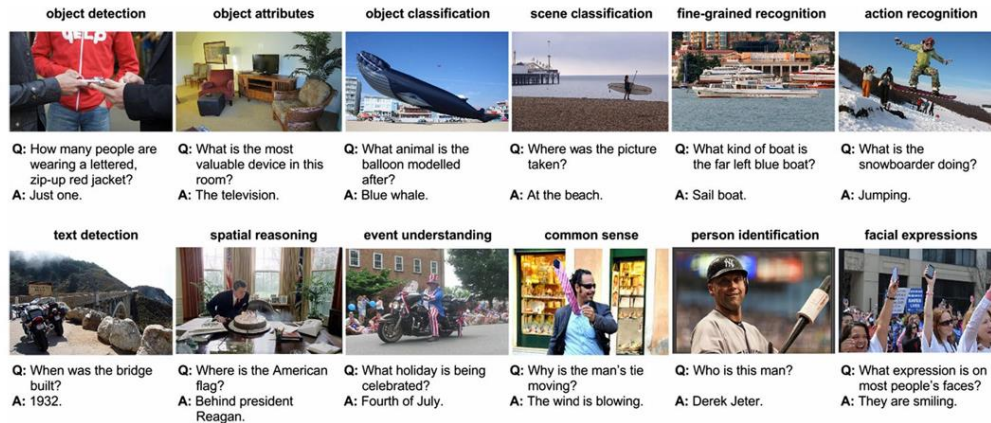 object detection
object attributes
object classification
scene classification
fine-grained recognition
action recognition
Q: How many people are
wearing a lettered,
zip-up red jacket?
A: Just one.
Q: What is the most
valuable device in this
room?
A: The television.
Q: What animal is the
balloon modelled
after?
A: Blue whale.
Q: Where was the picture
taken?
A: At the beach.
Q: What kind of boat is
the far left blue boat?
A: Sail boat.
Q: What is the
snowboarder doing?
A: Jumping.
text detection
spatial reasoning
event understanding
common sense
person identification
facial expressions
Q: When was the bridge
built?
A: 1932.
Q: Where is the American
flag?
A: Behind president
Reagan.
Q: What holiday is being
celebrated?
A: Fourth of July.
Q: Why is the man's tie
moving?
A: The wind is blowing.
Q: Who is this man?
A: Derek Jeter.
Q: What expression is on
most people's faces?
A: They are smiling.